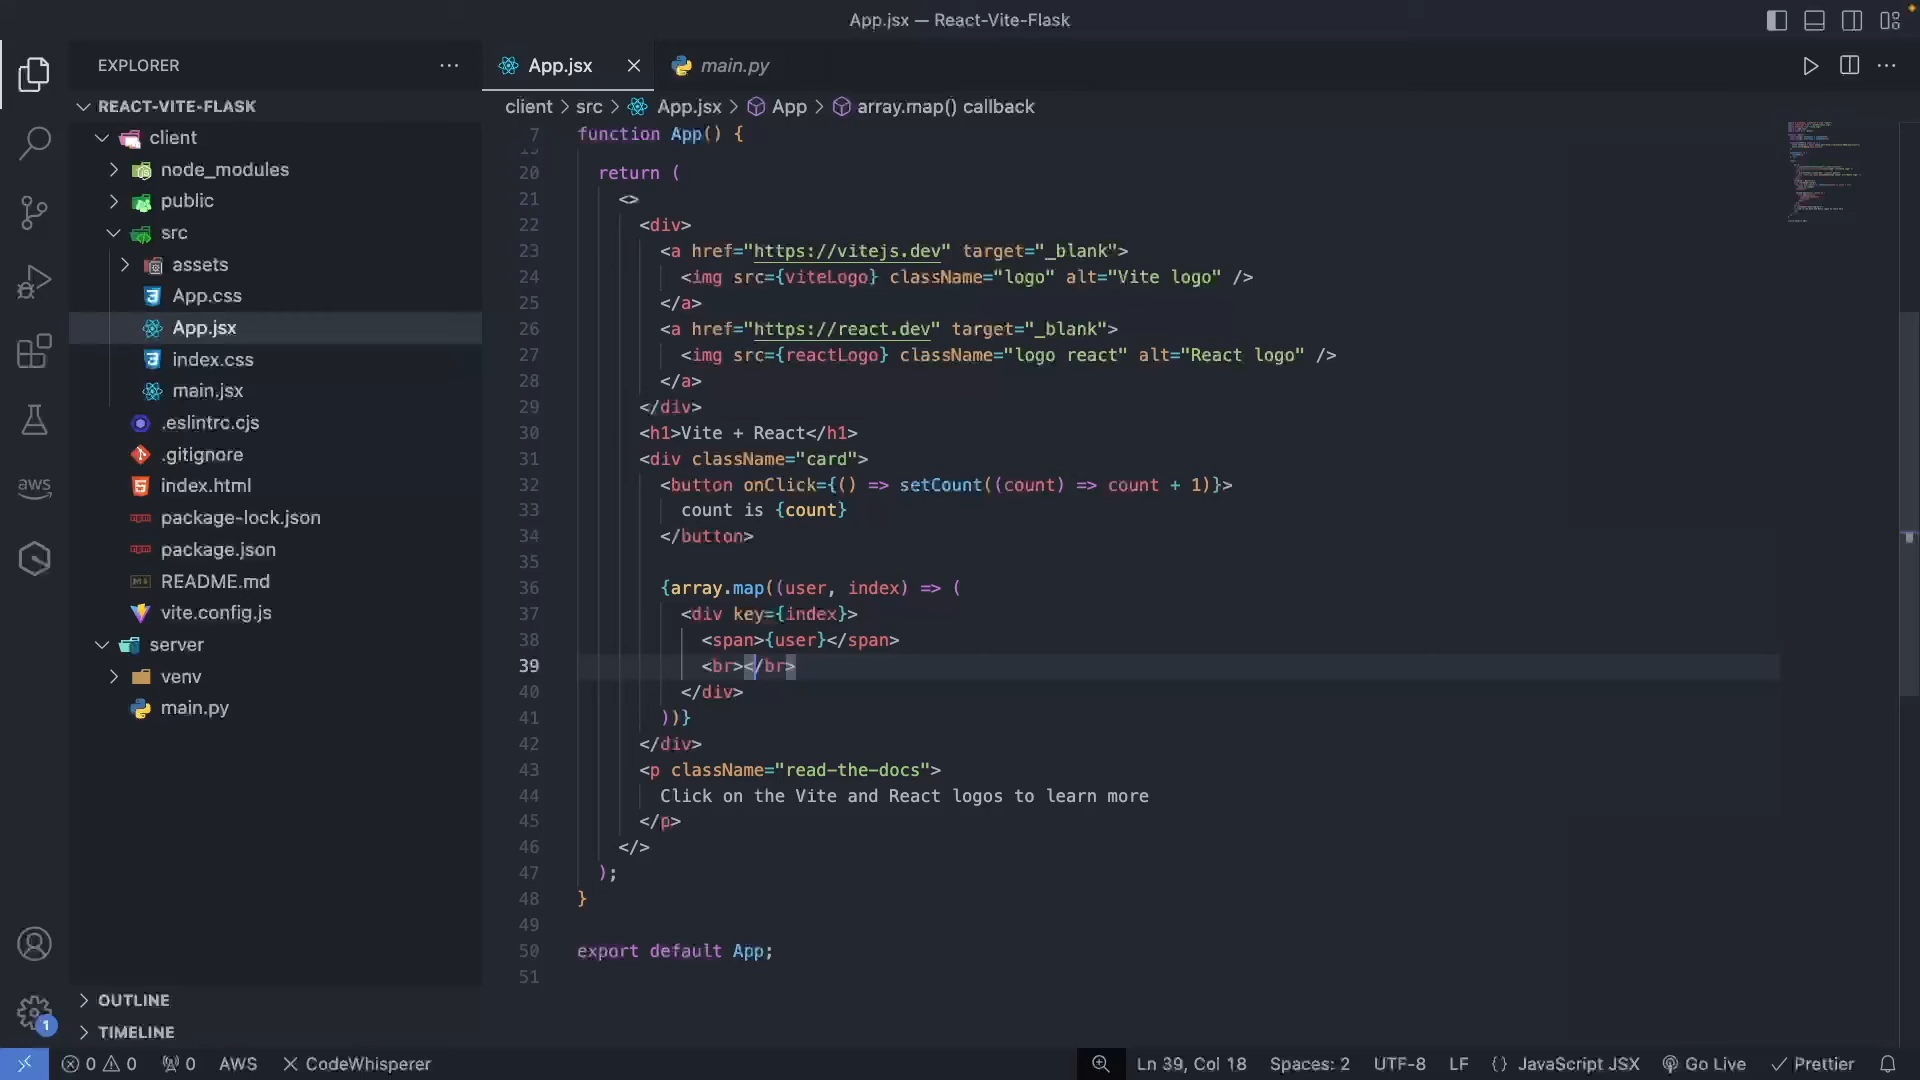 App.jsx — React-Vite-Flask
EXPLORER
REACT-VITE-FLASK
client
node_modules
public
src
assets
App.css
App.jsx
index.css
main.jsx
.eslintrc.cjs
.gitignore
index.html
package-lock.json
package.json
README.md
vite.config.js
server
venv
main.py
OUTLINE
TIMELINE
aws
1
App.jsx
main.py
client > src > App.jsx > App > array.map() callback
7 function App() {
19
20 return (
21 <>
22 <div>
23 <a href="https://vitejs.dev" target="_blank">
24 <img src={viteLogo} className="logo" alt="Vite logo" />
25 </a>
26 <a href="https://react.dev" target="_blank">
27 <img src={reactLogo} className="logo react" alt="React logo" />
28 </a>
29 </div>
30 <h1>Vite + React</h1>
31 <div className="card">
32 <button onClick={() => setCount((count) => count + 1)}>
33 count is {count}
34 </button>
35
36 {array.map((user, index) => (
37 <div key={index}>
38 <span>{user}</span>
39 <br></br>
40 </div>
41 ))}
42 </div>
43 <p className="read-the-docs">
44 Click on the Vite and React logos to learn more
45 </p>
46 </>
47 );
48 }
49
50 export default App;
51
0 0 0 AWS CodeWhisperer Ln 39, Col 18 Spaces: 2 UTF-8 LF {} JavaScript JSX Go Live Prettier